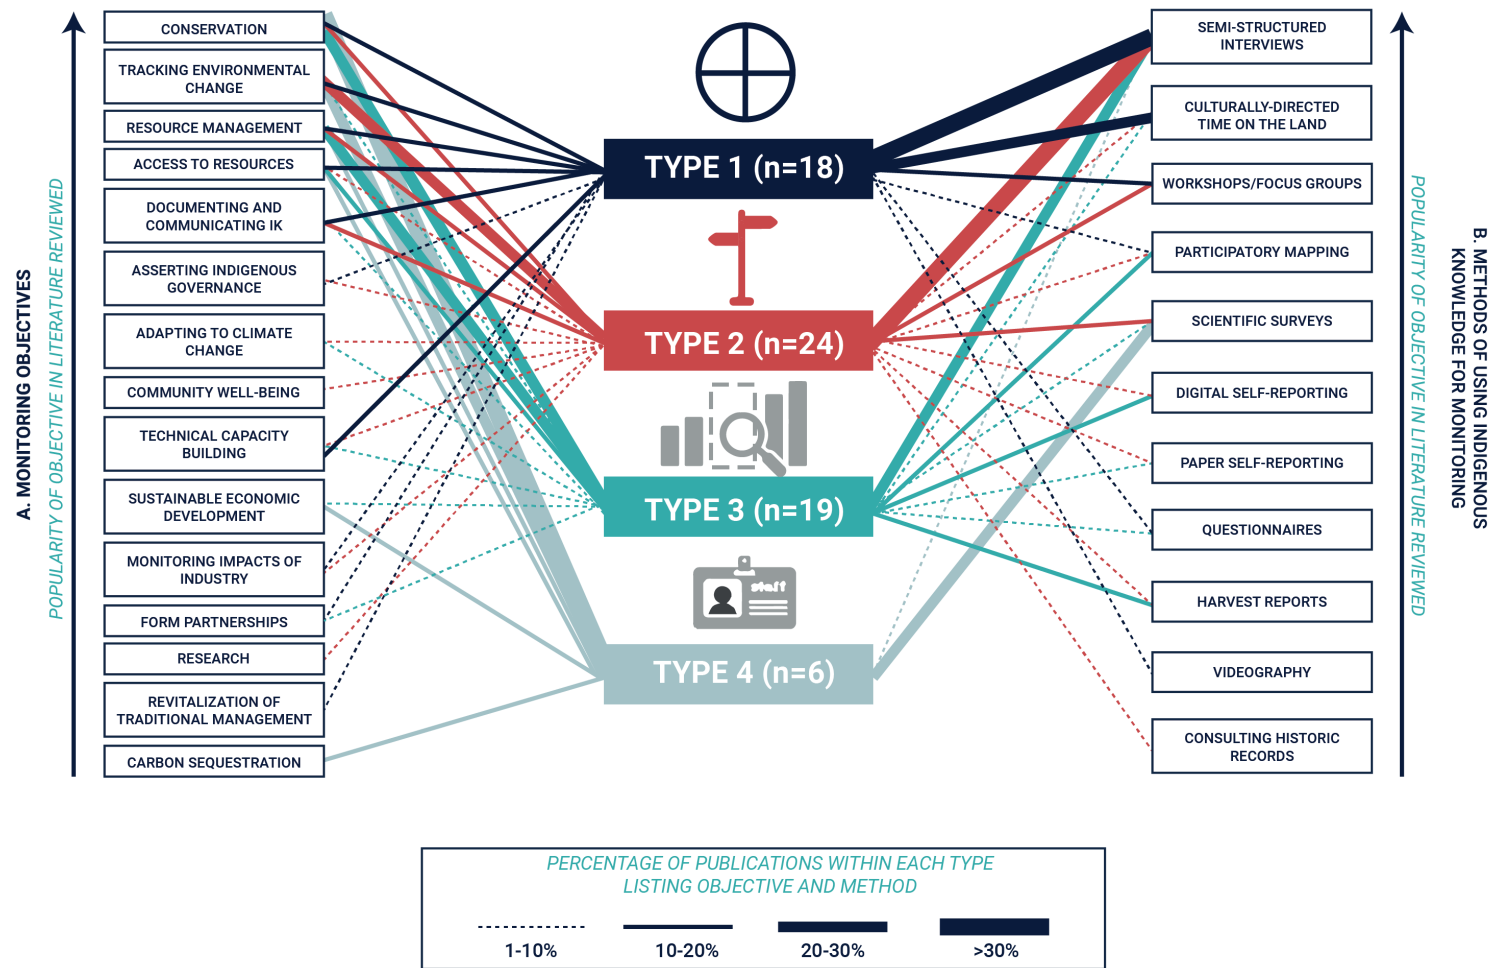 A. MONITORING OBJECTIVES
POPULARITY OF OBJECTIVE IN LITERATURE REVIEWED
CONSERVATION
TRACKING ENVIRONMENTAL
CHANGE
RESOURCE MANAGEMENT
ACCESS TO RESOURCES
DOCUMENTING AND
COMMUNICATING IK
ASSERTING INDIGENOUS
GOVERNANCE
ADAPTING TO CLIMATE
CHANGE
COMMUNITY WELL-BEING
TECHNICAL CAPACITY
BUILDING
SUSTAINABLE ECONOMIC
DEVELOPMENT
MONITORING IMPACTS OF
INDUSTRY
FORM PARTNERSHIPS
RESEARCH
REVITALIZATION OF
TRADITIONAL MANAGEMENT
CARBON SEQUESTRATION
TYPE 1 (n=18)
TYPE 2 (n=24)
TYPE 3 (n=19)
staff
TYPE 4 (n=6)
SEMI-STRUCTURED
INTERVIEWS
CULTURALLY-DIRECTED
TIME ON THE LAND
WORKSHOPS/FOCUS GROUPS
PARTICIPATORY MAPPING
SCIENTIFIC SURVEYS
DIGITAL SELF-REPORTING
PAPER SELF-REPORTING
QUESTIONNAIRES
HARVEST REPORTS
VIDEOGRAPHY
CONSULTING HISTORIC
RECORDS
POPULARITY OF OBJECTIVE IN LITERATURE REVIEWED
B. METHODS OF USING INDIGENOUS
KNOWLEDGE FOR MONITORING
PERCENTAGE OF PUBLICATIONS WITHIN EACH TYPE
LISTING OBJECTIVE AND METHOD
1-10%
10-20%
20-30%
>30%